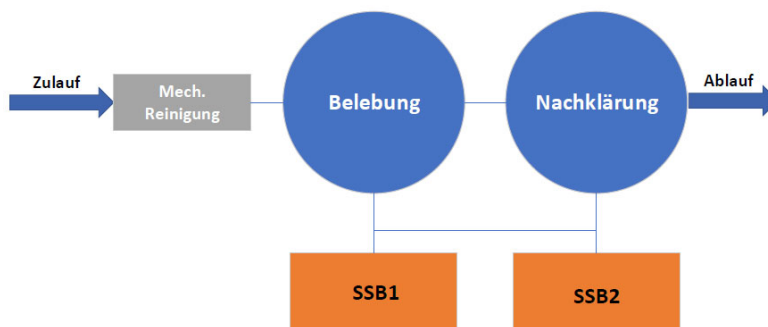 Zulauf
Mech.
Reinigung
Belebung
Nachklärung
Ablauf
SSB1
SSB2